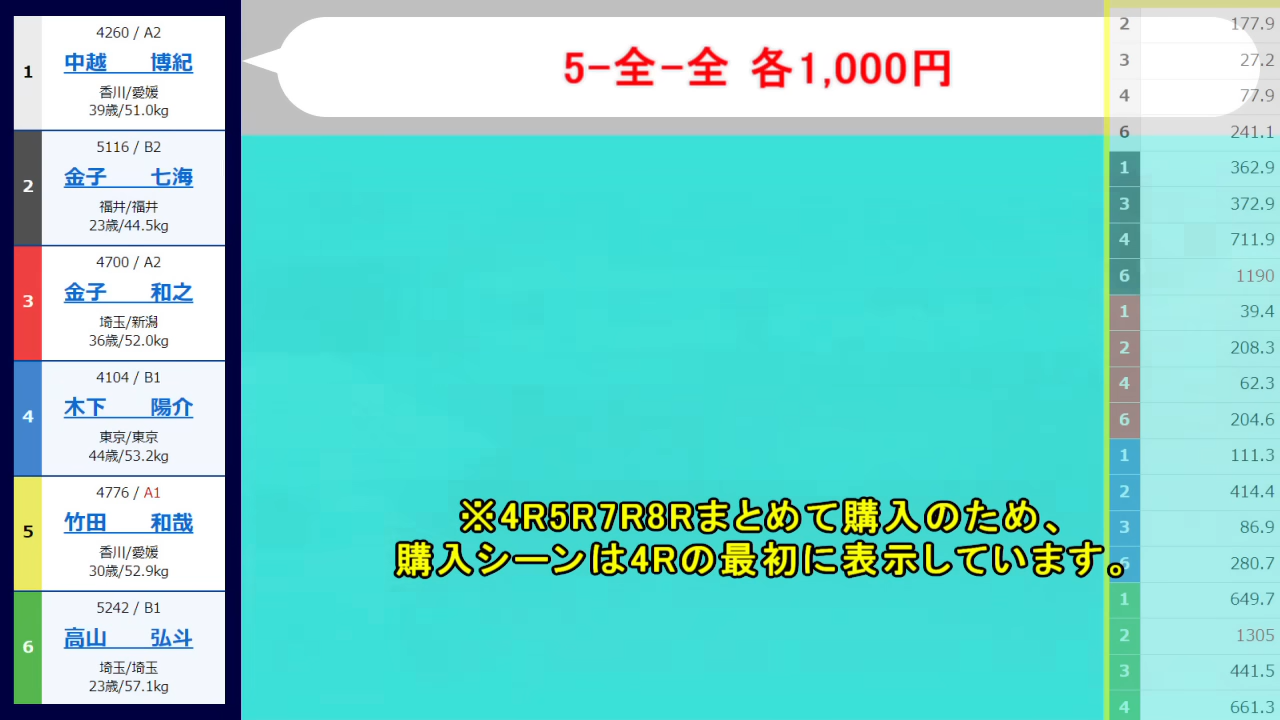 1
4260 / A2
中越 博紀
香川/愛媛
39歳/51.0kg
2
5116 / B2
金子 七海
福井/福井
23歳/44.5kg
3
4700 / A2
金子 和之
埼玉/新潟
36歳/52.0kg
4
4104 / B1
木下 陽介
東京/東京
44歳/53.2kg
5
4776 / A1
竹田 和哉
香川/愛媛
30歳/52.9kg
6
5242 / B1
高山 弘斗
埼玉/埼玉
23歳/57.1kg
5-全-全 各1,000円
※4R5R7R8Rまとめて購入のため、
購入シーンは4Rの最初に表示しています。
2 177.9
3 27.2
4 77.9
6 241.1
1 362.9
3 372.9
4 711.9
6 1190
1 39.4
2 208.3
4 62.3
6 204.6
1 111.3
2 414.4
3 86.9
6 280.7
1 649.7
2 1305
3 441.5
4 661.3